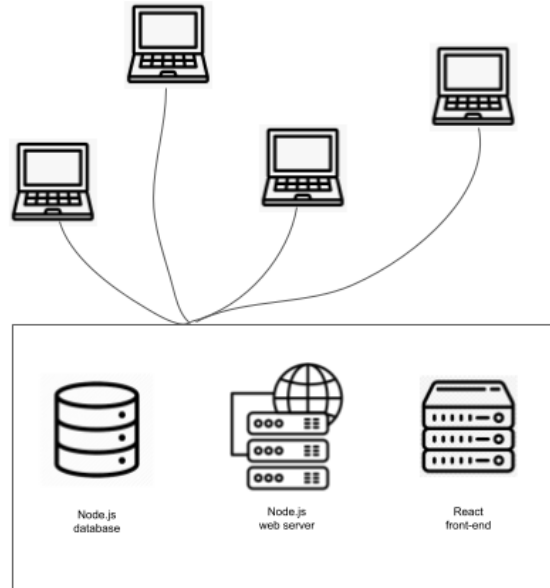 Node.js
database
Node.js
web server
React
front-end